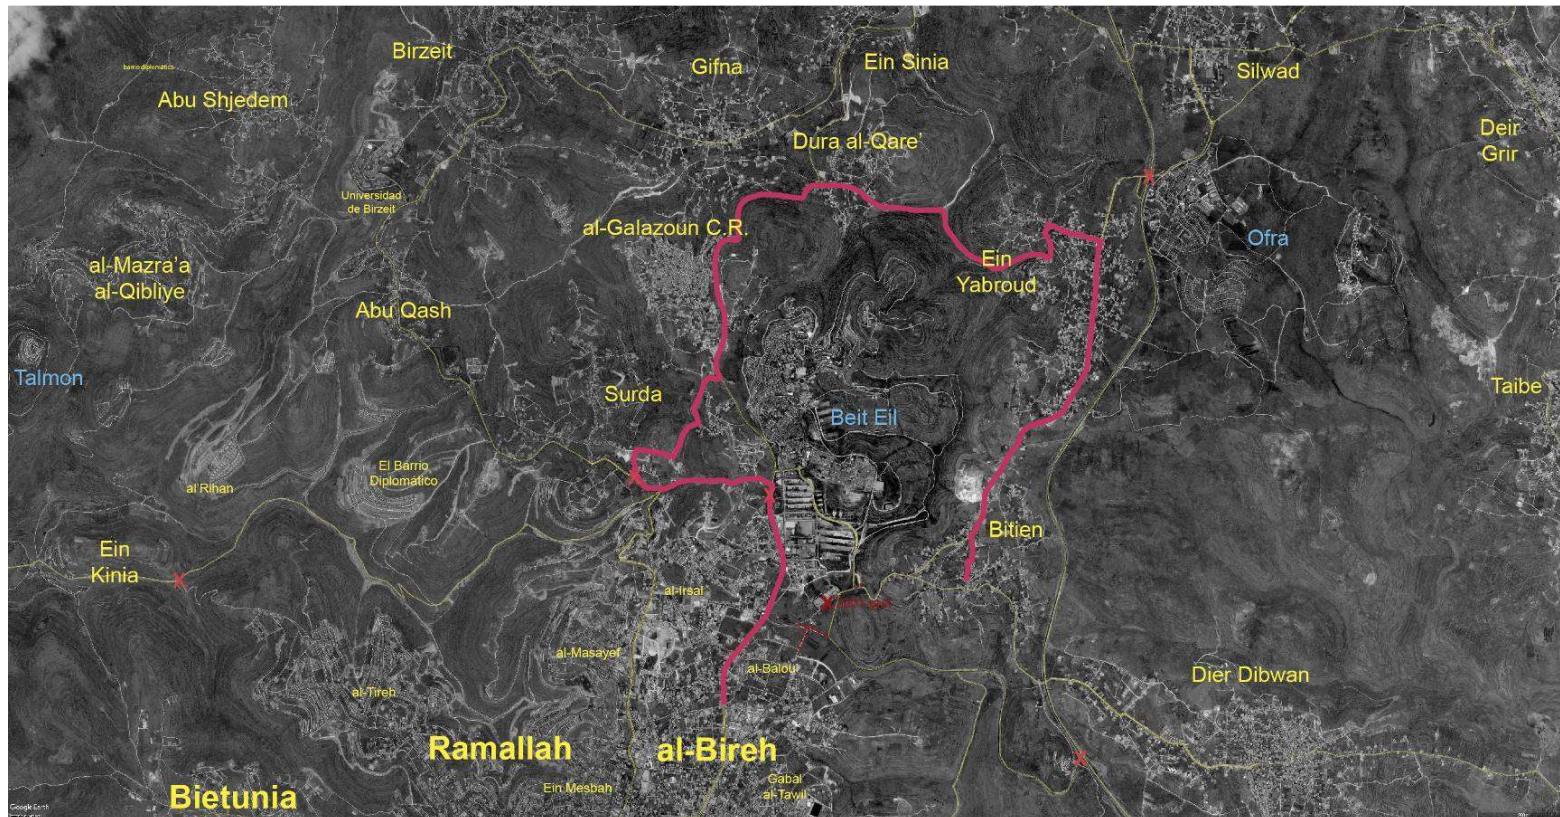 Birzeit
Gifna
Ein Sinia
Silwad
barrio diplomático
Abu Shjedem
Dura al-Qare'
Deir
Grir
Universidad
de Birzeit
al-Galazoun C.R.
Ofra
al-Mazra'a
al-Qibliye
Ein
Yabroud
Abu Qash
Talmon
Surda
Beit Eil
Taibe
El Barrio
Diplomático
al'Rihan
Bitien
Ein
Kinia
al-Irsal
al-Masayef
al-Balou'
Dier Dibwan
al-Tireh
Ramallah
al-Bireh
Ein Mesbah
Gabal
al-Tawil
Bietunia
Google Earth